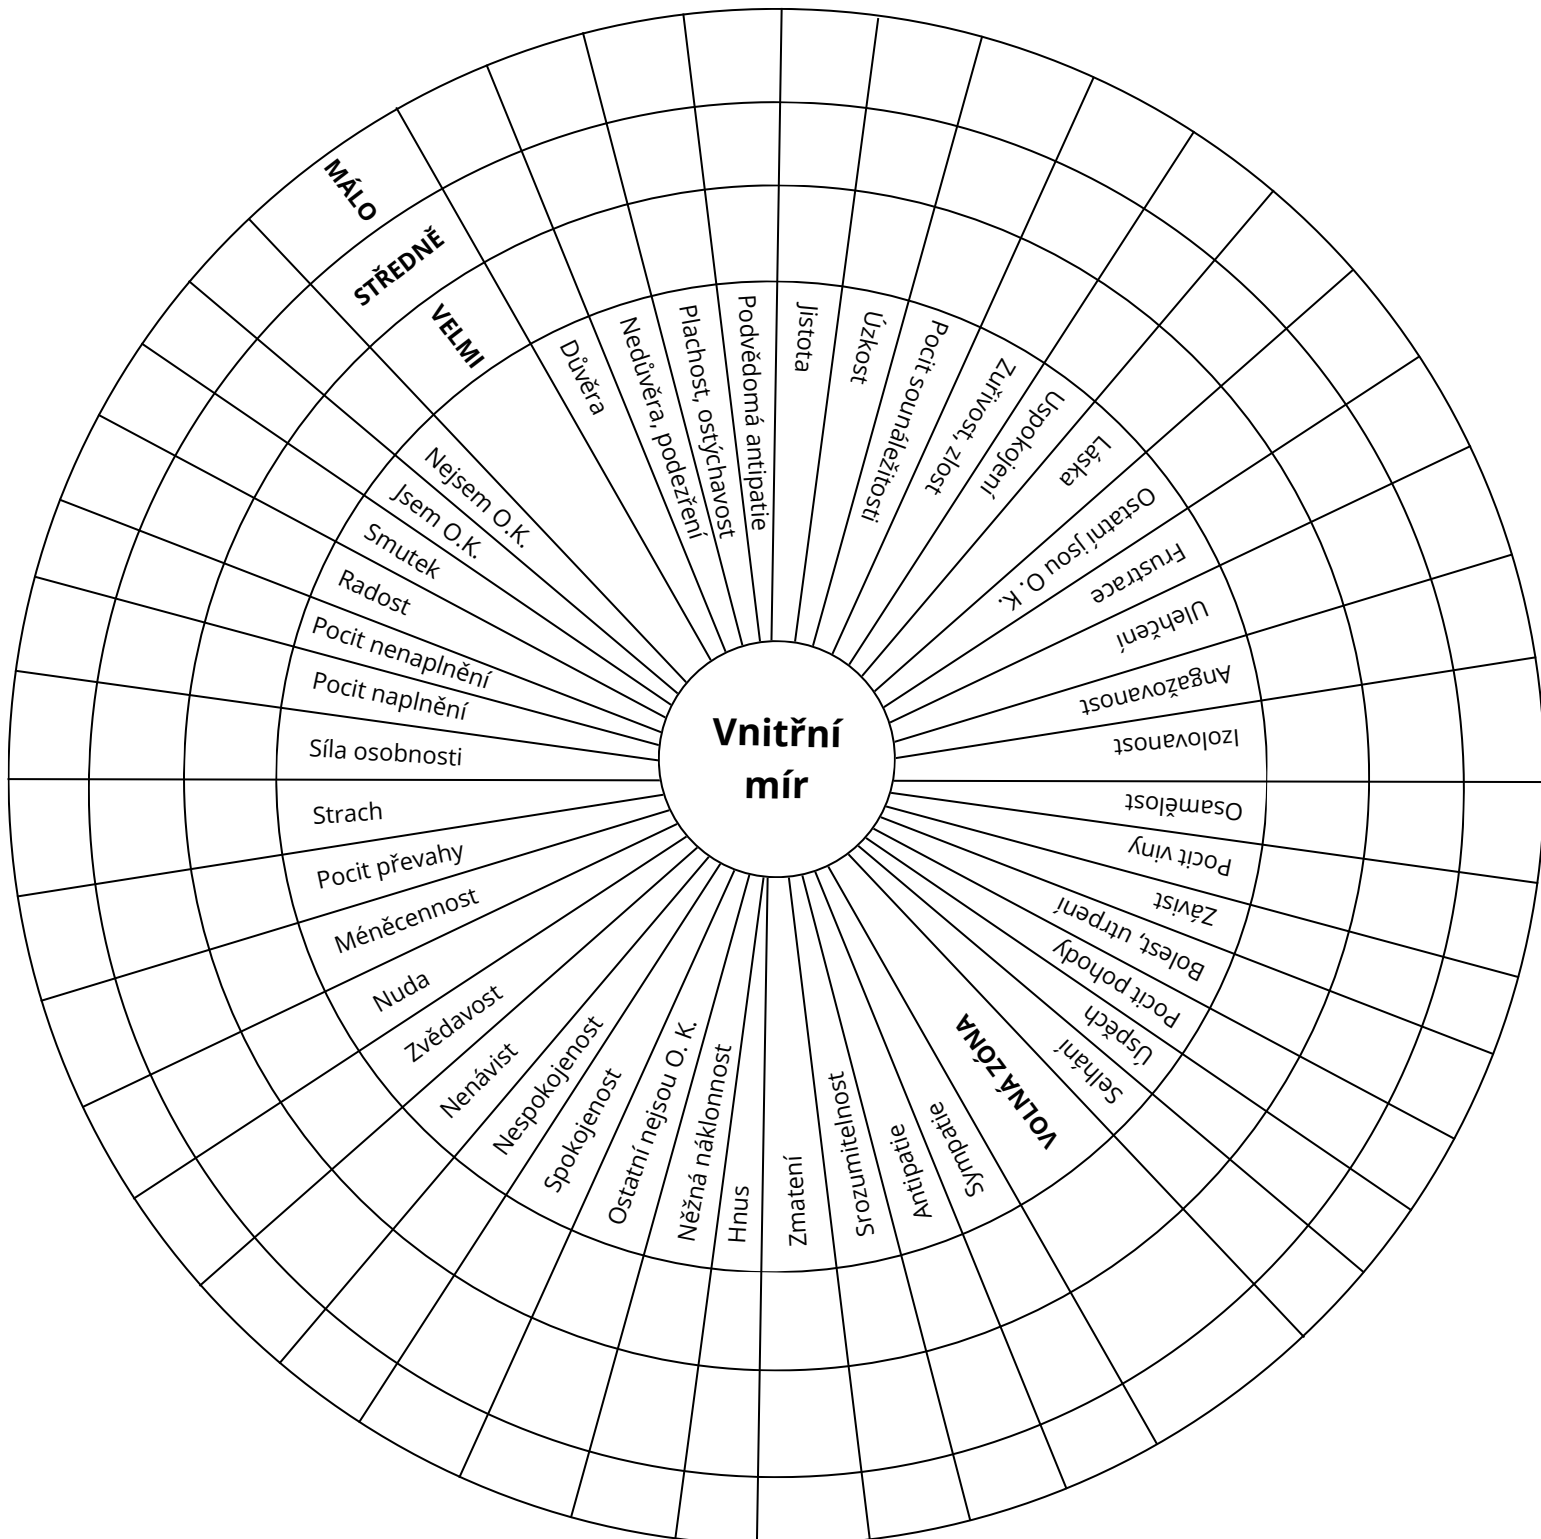 MÁLO
STŘEDNĚ
VELMI
Důvěra
Nedůvěra, podezření
Plachost, ostýchavost
Podvědomá antipatie
Jistota
Úzkost
Pocit sounáležitosti
Zuřivost, zlost
Uspokojení
Láska
Ostatní jsou O. K.
Frustrace
Ulehčení
Angažovanost
Izolovanost
Osamělost
Pocit viny
Závist
Bolest, utrpení
Pocit pohody
Úspěch
Selhání
VOLNÁ ZÓNA
Sympatie
Antipatie
Srozumitelnost
Zmatení
Hnus
Něžná náklonnost
Ostatní nejsou O. K.
Spokojenost
Nespokojenost
Nenávist
Zvědavost
Nuda
Méněcennost
Pocit převahy
Strach
Síla osobnosti
Pocit naplnění
Pocit nenaplnění
Radost
Smutek
Jsem O.K.
Nejsem O.K.
Vnitřní
mír